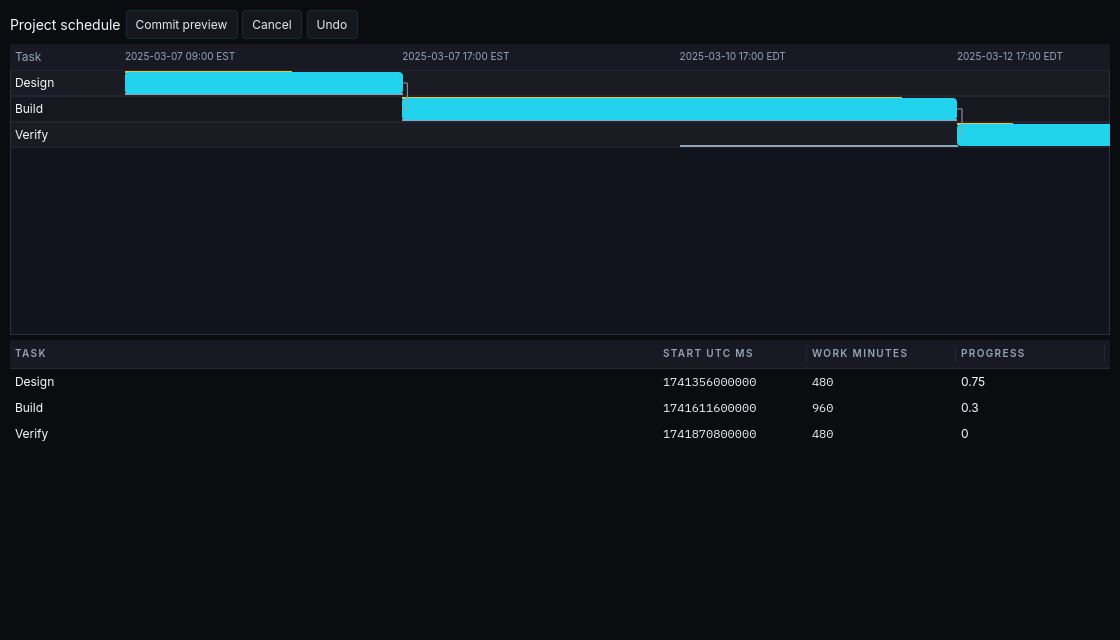 Project schedule Commit preview Cancel Undo
Task 2025-03-07 09:00 EST 2025-03-07 17:00 EST 2025-03-10 17:00 EDT 2025-03-12 17:00 EDT
Design
Build
Verify
TASK START UTC MS WORK MINUTES PROGRESS
Design 1741356000000 480 0.75
Build 1741611600000 960 0.3
Verify 1741870800000 480 0